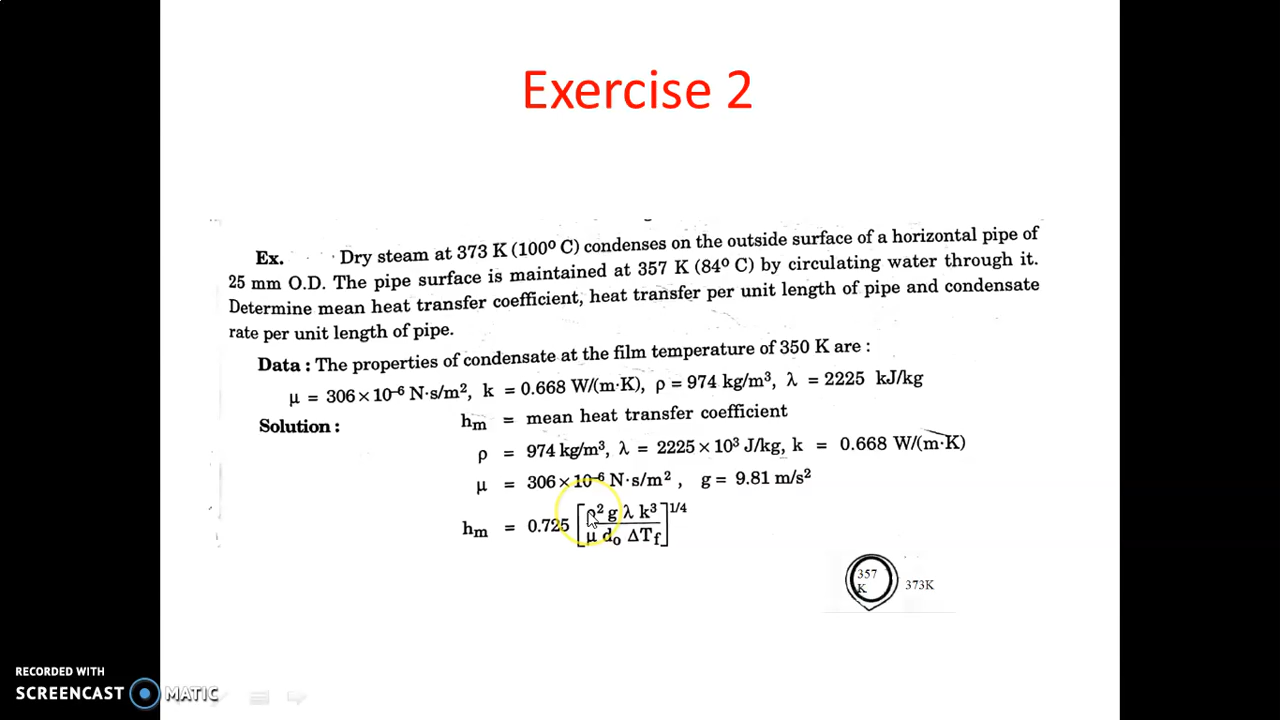 Exercise 2
Ex. Dry steam at 373 K (100º C) condenses on the outside surface of a horizontal pipe of
25 mm O.D. The pipe surface is maintained at 357 K (84º C) by circulating water through it.
Determine mean heat transfer coefficient, heat transfer per unit length of pipe and condensate
rate per unit length of pipe.
Data : The properties of condensate at the film temperature of 350 K are :
μ = 306 × 10⁻⁶ N·s/m², k = 0.668 W/(m·K), ρ = 974 kg/m³, λ = 2225 kJ/kg
Solution : hₘ = mean heat transfer coefficient
ρ = 974 kg/m³, λ = 2225 × 10³ J/kg, k = 0.668 W/(m·K)
μ = 306 × 10⁻⁶ N·s/m² , g = 9.81 m/s²
hₘ = 0.725 [ρ² g λ k³ / μ dₒ ΔT_f]^1/4
357 K 373K
RECORDED WITH
SCREENCAST MATIC